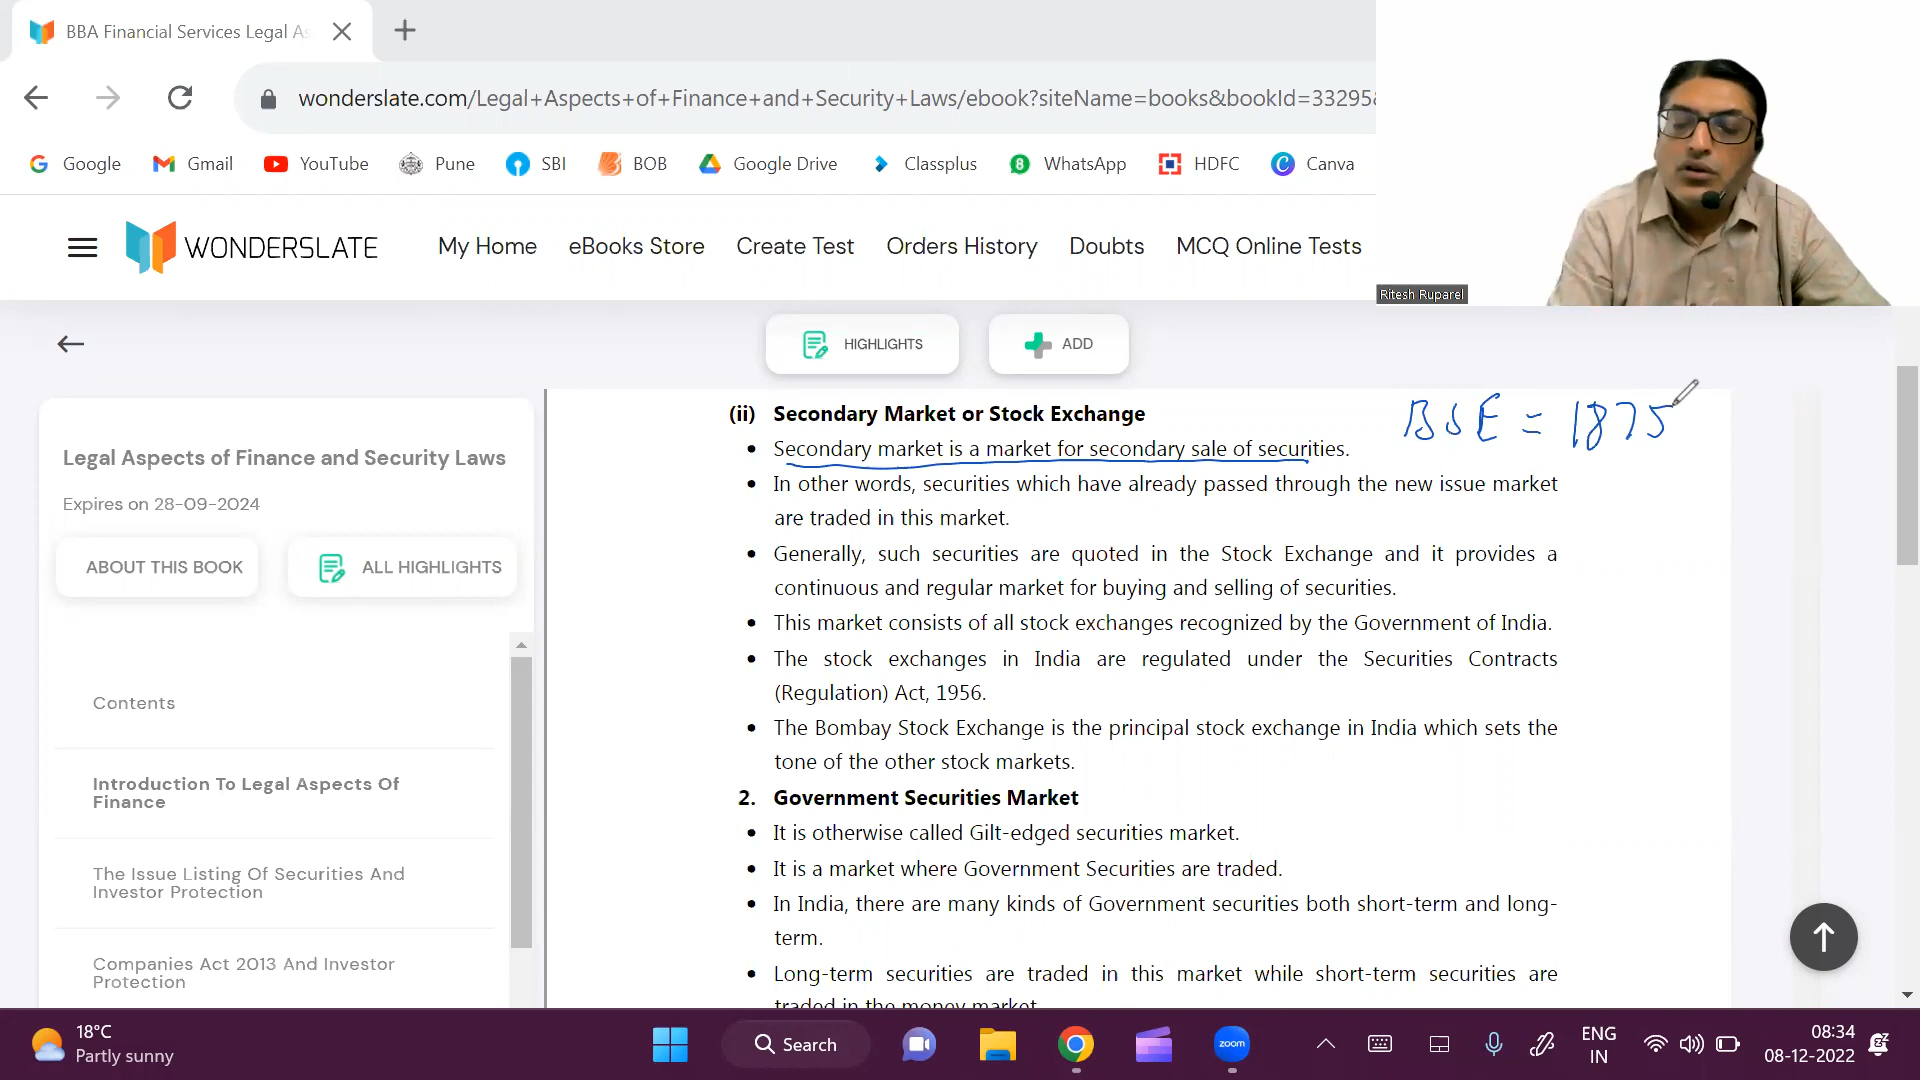 BBA Financial Services Legal As
wonderslate.com/Legal+Aspects+of+Finance+and+Security+Laws/ebook?siteName=books&bookId=33295&
Google Gmail YouTube Pune SBI BOB Google Drive Classplus WhatsApp HDFC Canva
WONDERSLATE My Home eBooks Store Create Test Orders History Doubts MCQ Online Tests
Ritesh Ruparel
HIGHLIGHTS ADD
Legal Aspects of Finance and Security Laws
Expires on 28-09-2024
ABOUT THIS BOOK ALL HIGHLIGHTS
Contents
Introduction To Legal Aspects Of
Finance
The Issue Listing Of Securities And
Investor Protection
Companies Act 2013 And Investor
Protection
BSE = 1875
(ii) Secondary Market or Stock Exchange
• Secondary market is a market for secondary sale of securities.
• In other words, securities which have already passed through the new issue market
are traded in this market.
• Generally, such securities are quoted in the Stock Exchange and it provides a
continuous and regular market for buying and selling of securities.
• This market consists of all stock exchanges recognized by the Government of India.
• The stock exchanges in India are regulated under the Securities Contracts
(Regulation) Act, 1956.
• The Bombay Stock Exchange is the principal stock exchange in India which sets the
tone of the other stock markets.
2. Government Securities Market
• It is otherwise called Gilt-edged securities market.
• It is a market where Government Securities are traded.
• In India, there are many kinds of Government securities both short-term and long-
term.
• Long-term securities are traded in this market while short-term securities are
traded in the money market.
18°C
Partly sunny
Search
zoom
ENG
IN
08:34
08-12-2022